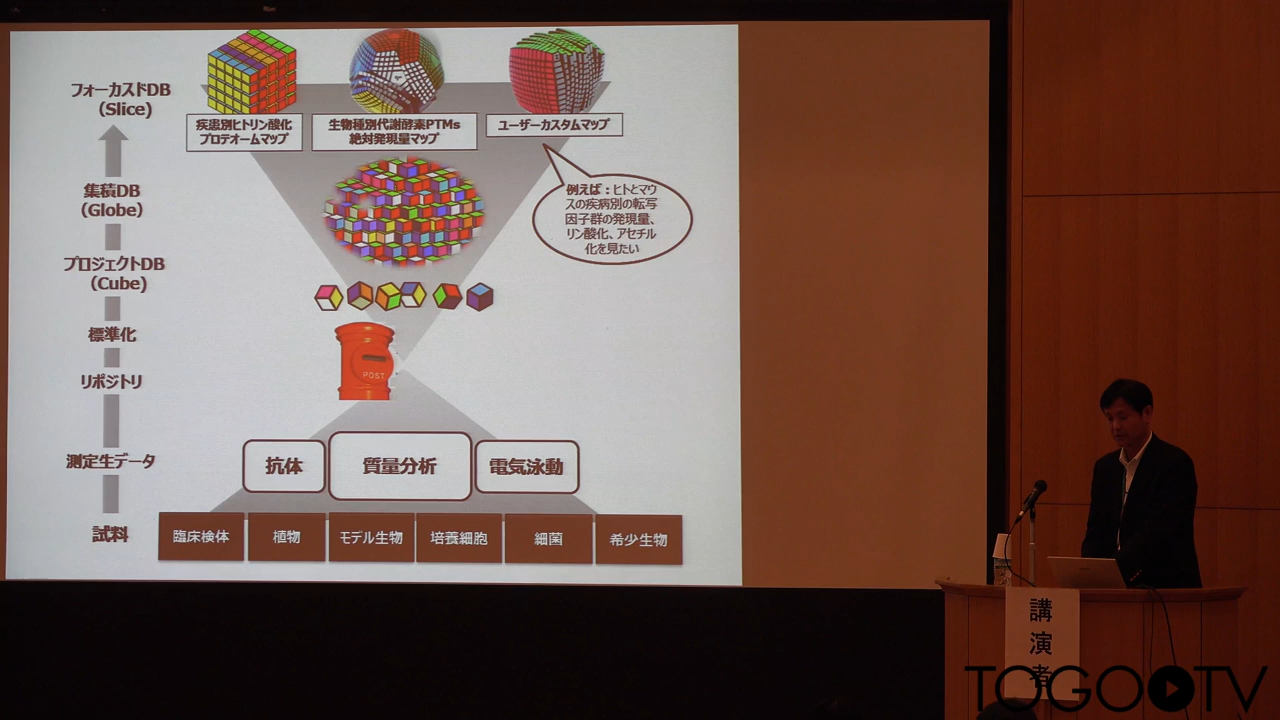 フォーカスドDB
(Slice)
集積DB
(Globe)
プロジェクトDB
(Cube)
標準化
リポジトリ
測定生データ
試料
疾患別ヒトリン酸化
プロテオームマップ
生物種別代謝酵素PTMs
絶対発現量マップ
ユーザーカスタムマップ
例えば：ヒトとマウ
スの疾病別の転写
因子群の発現量、
リン酸化、アセチル
化を見たい
POST
抗体
質量分析
電気泳動
臨床検体
植物
モデル生物
培養細胞
細菌
希少生物
講
演
者
TOGOTV